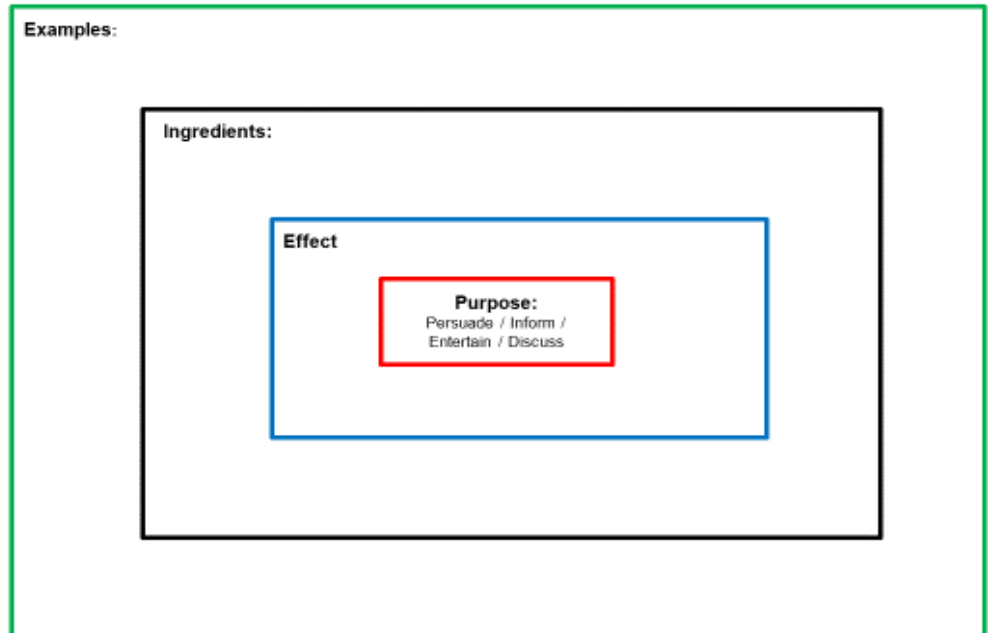 Examples:
Ingredients:
Effect
Purpose:
Persuade / Inform /
Entertain / Discuss